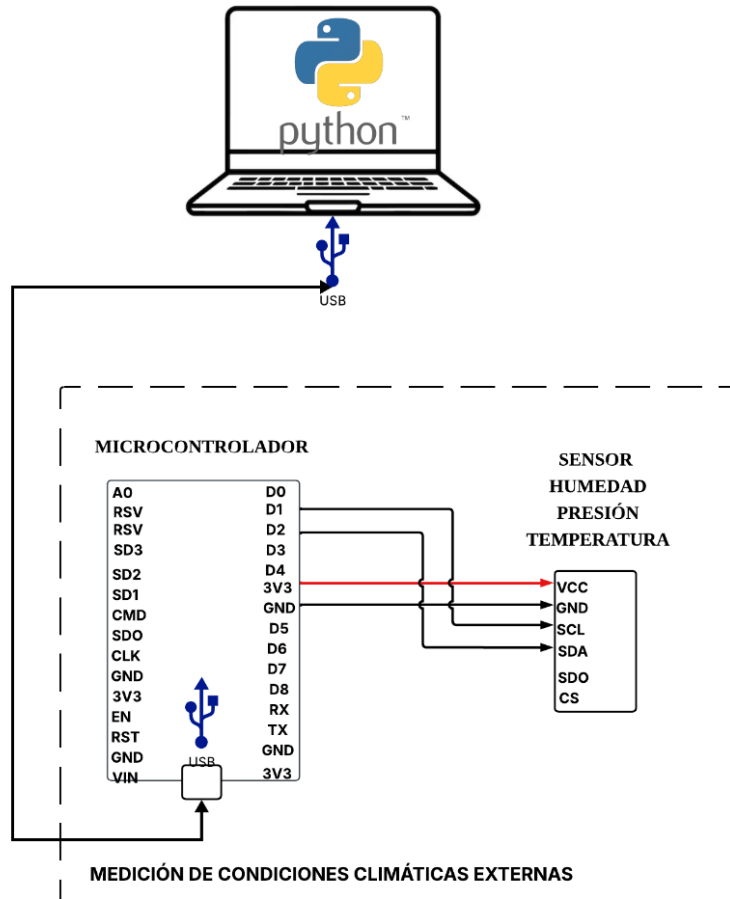 python™
USB
MICROCONTROLADOR
A0
RSV
RSV
SD3
SD2
SD1
CMD
SDO
CLK
GND
3V3
EN
RST
GND
VIN
D0
D1
D2
D3
D4
3V3
GND
D5
D6
D7
D8
RX
TX
GND
3V3
USB
SENSOR
HUMEDAD
PRESIÓN
TEMPERATURA
VCC
GND
SCL
SDA
SDO
CS
MEDICIÓN DE CONDICIONES CLIMÁTICAS EXTERNAS